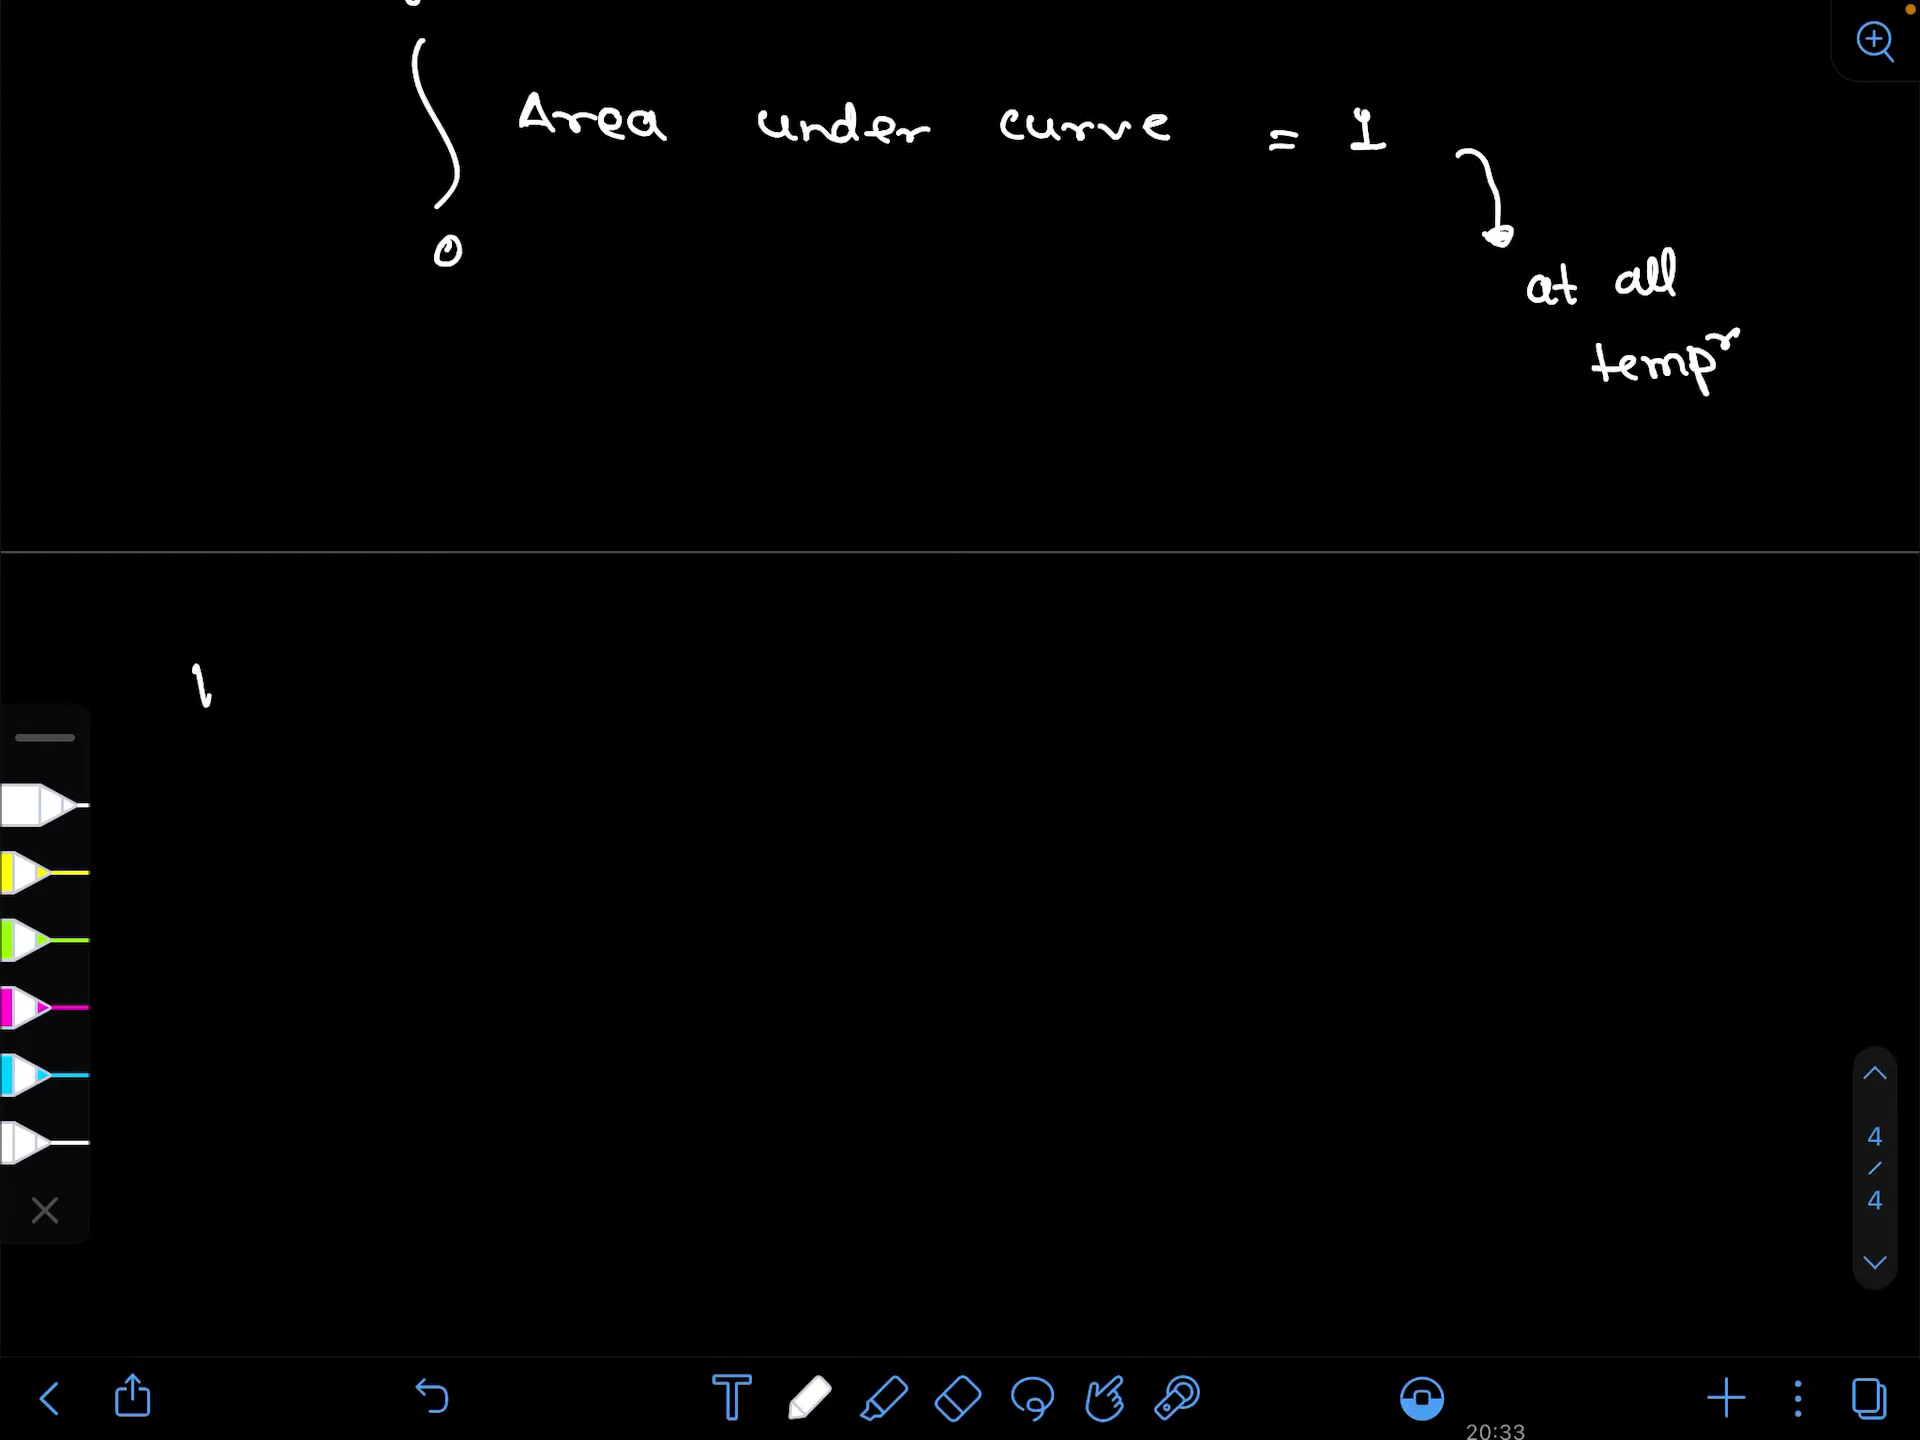 ∫ Area under curve = 1
0
at all
tempr
4
/
4
20:33